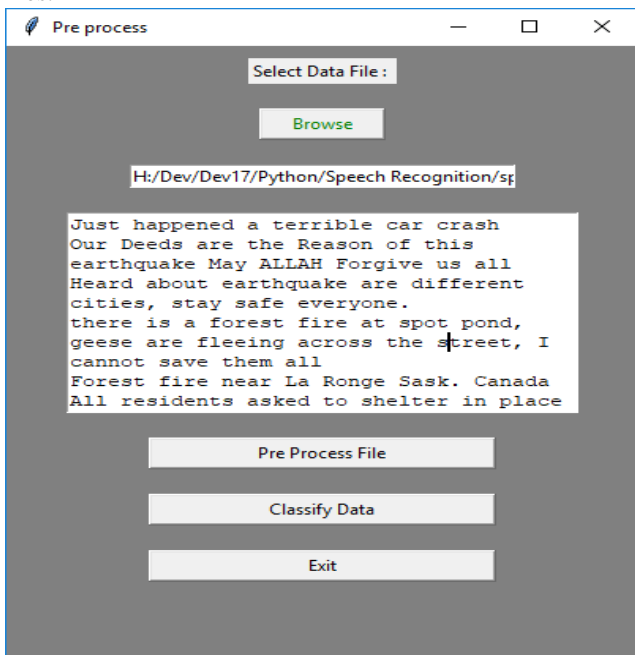 Pre process
Select Data File :
Browse
H:/Dev/Dev17/Python/Speech Recognition/sp
Just happened a terrible car crash
Our Deeds are the Reason of this
earthquake May ALLAH Forgive us all
Heard about earthquake are different
cities, stay safe everyone.
there is a forest fire at spot pond,
geese are fleeing across the street, I
cannot save them all
Forest fire near La Ronge Sask. Canada
All residents asked to shelter in place
Pre Process File
Classify Data
Exit